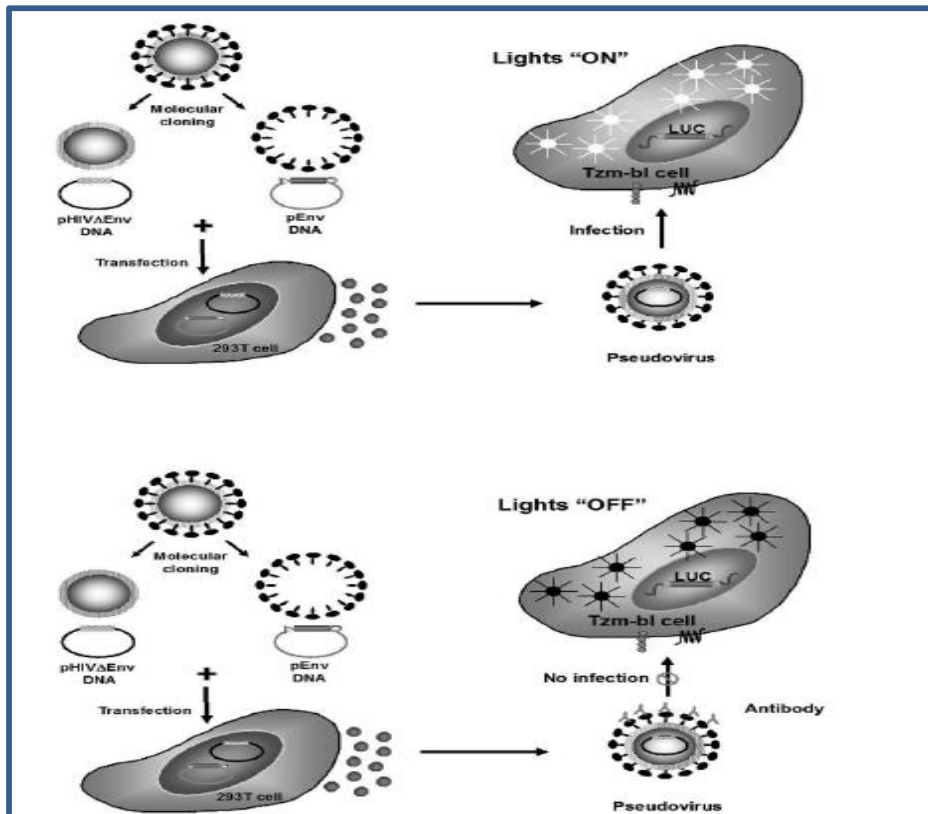 Lights “ON”
Molecular
cloning
LUC
Tzm-bl cell
pHIVΔEnv
DNA
+
pEnv
DNA
Infection
Transfection
293T cell
Pseudovirus
Lights “OFF”
Molecular
cloning
LUC
Tzm-bl cell
pHIVΔEnv
DNA
+
pEnv
DNA
No infection
Antibody
Transfection
293T cell
Pseudovirus